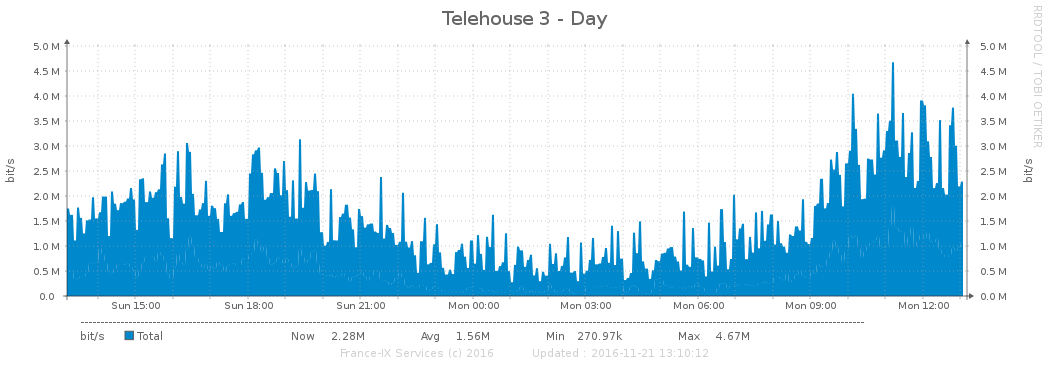 Telehouse 3 - Day
RRDTOOL / TOBI OETIKER
bit/s
5.0 M 5.0 M
4.5 M 4.5 M
4.0 M 4.0 M
3.5 M 3.5 M
3.0 M 3.0 M
2.5 M 2.5 M
2.0 M 2.0 M
1.5 M 1.5 M
1.0 M 1.0 M
0.5 M 0.5 M
0.0 0.0 M
bit/s
Sun 15:00 Sun 18:00 Sun 21:00 Mon 00:00 Mon 03:00 Mon 06:00 Mon 09:00 Mon 12:00
bit/s Total Now 2.28M Avg 1.56M Min 270.97k Max 4.67M
France-IX Services (c) 2016 Updated : 2016-11-21 13:10:12